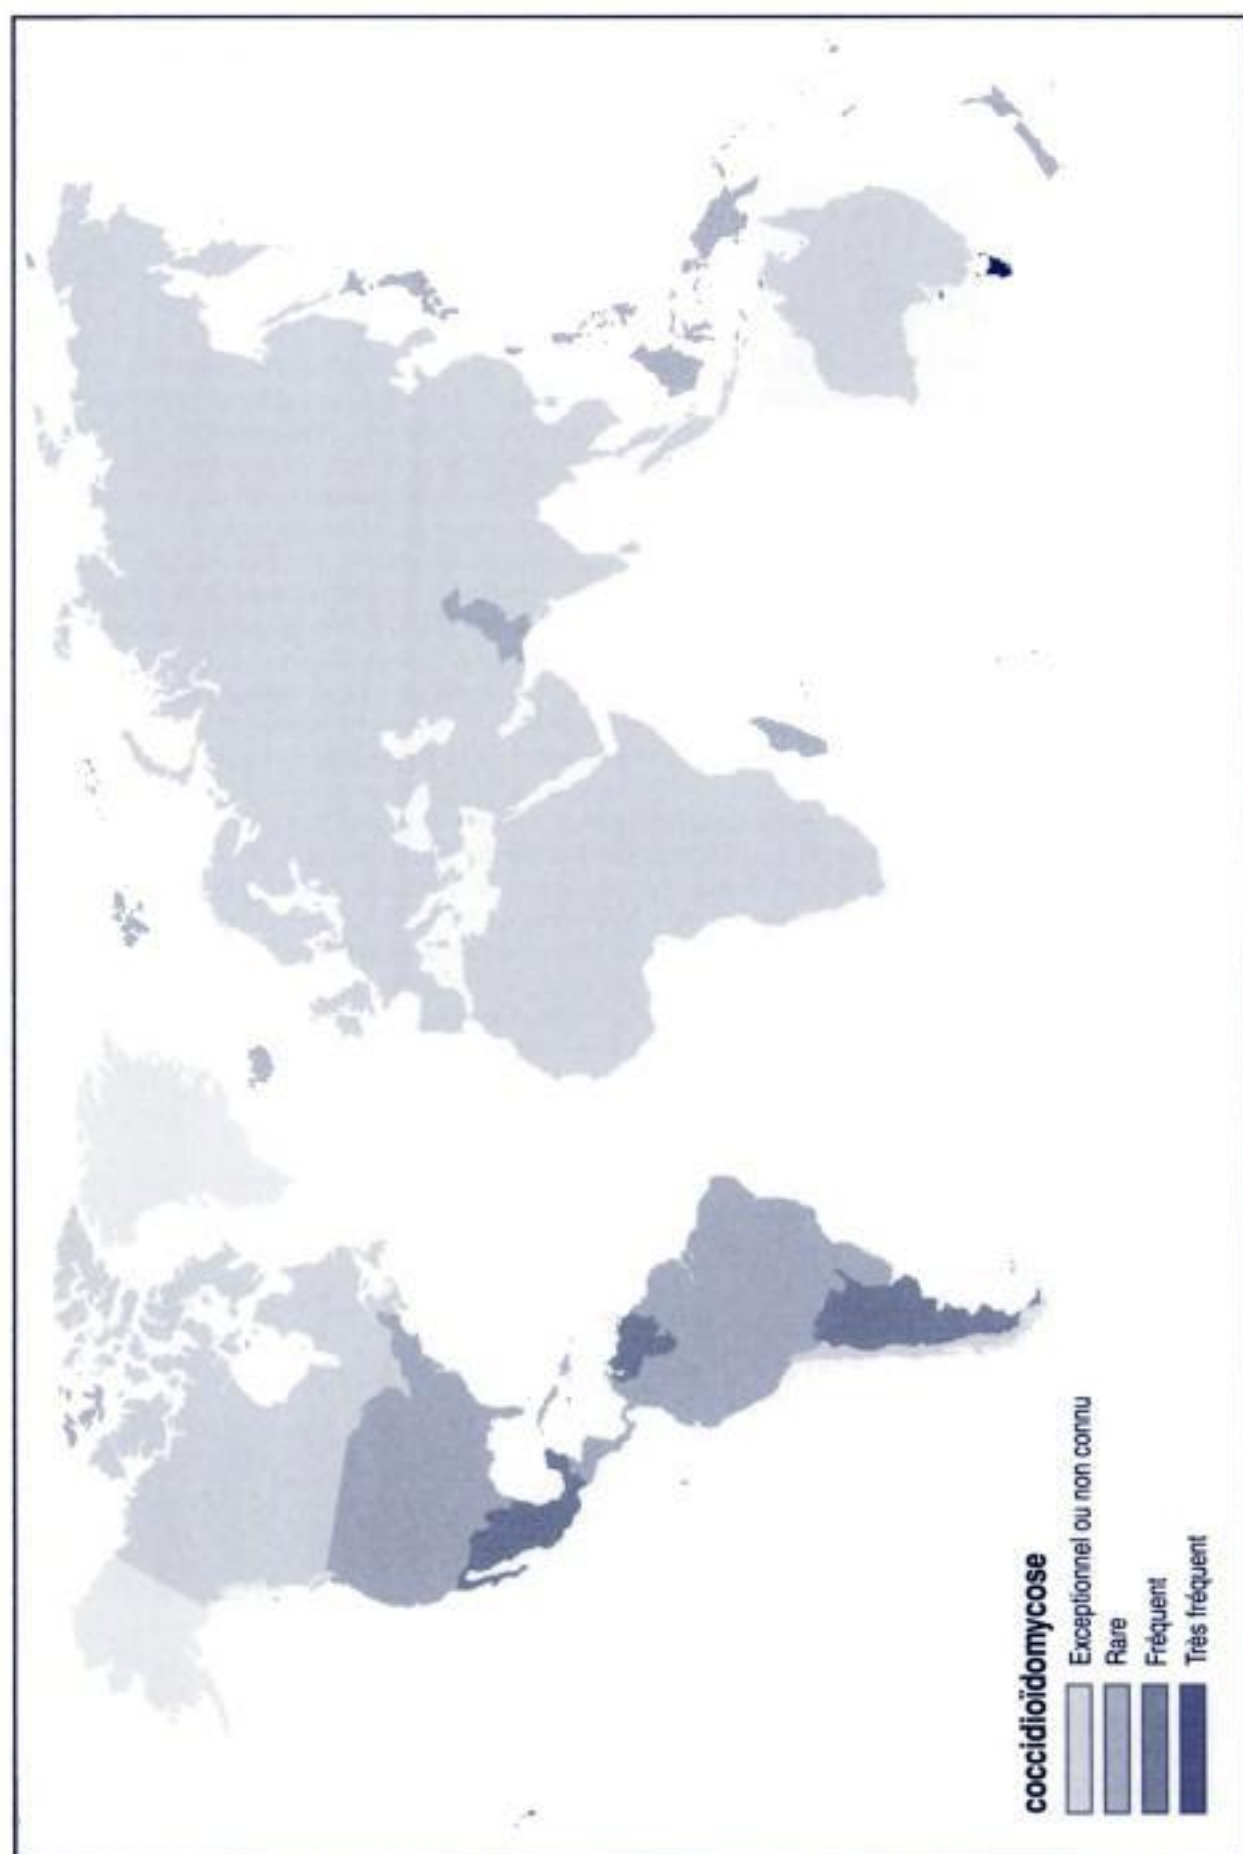 coccidioïdomycose
Exceptionnel ou non connu
Rare
Fréquent
Très fréquent